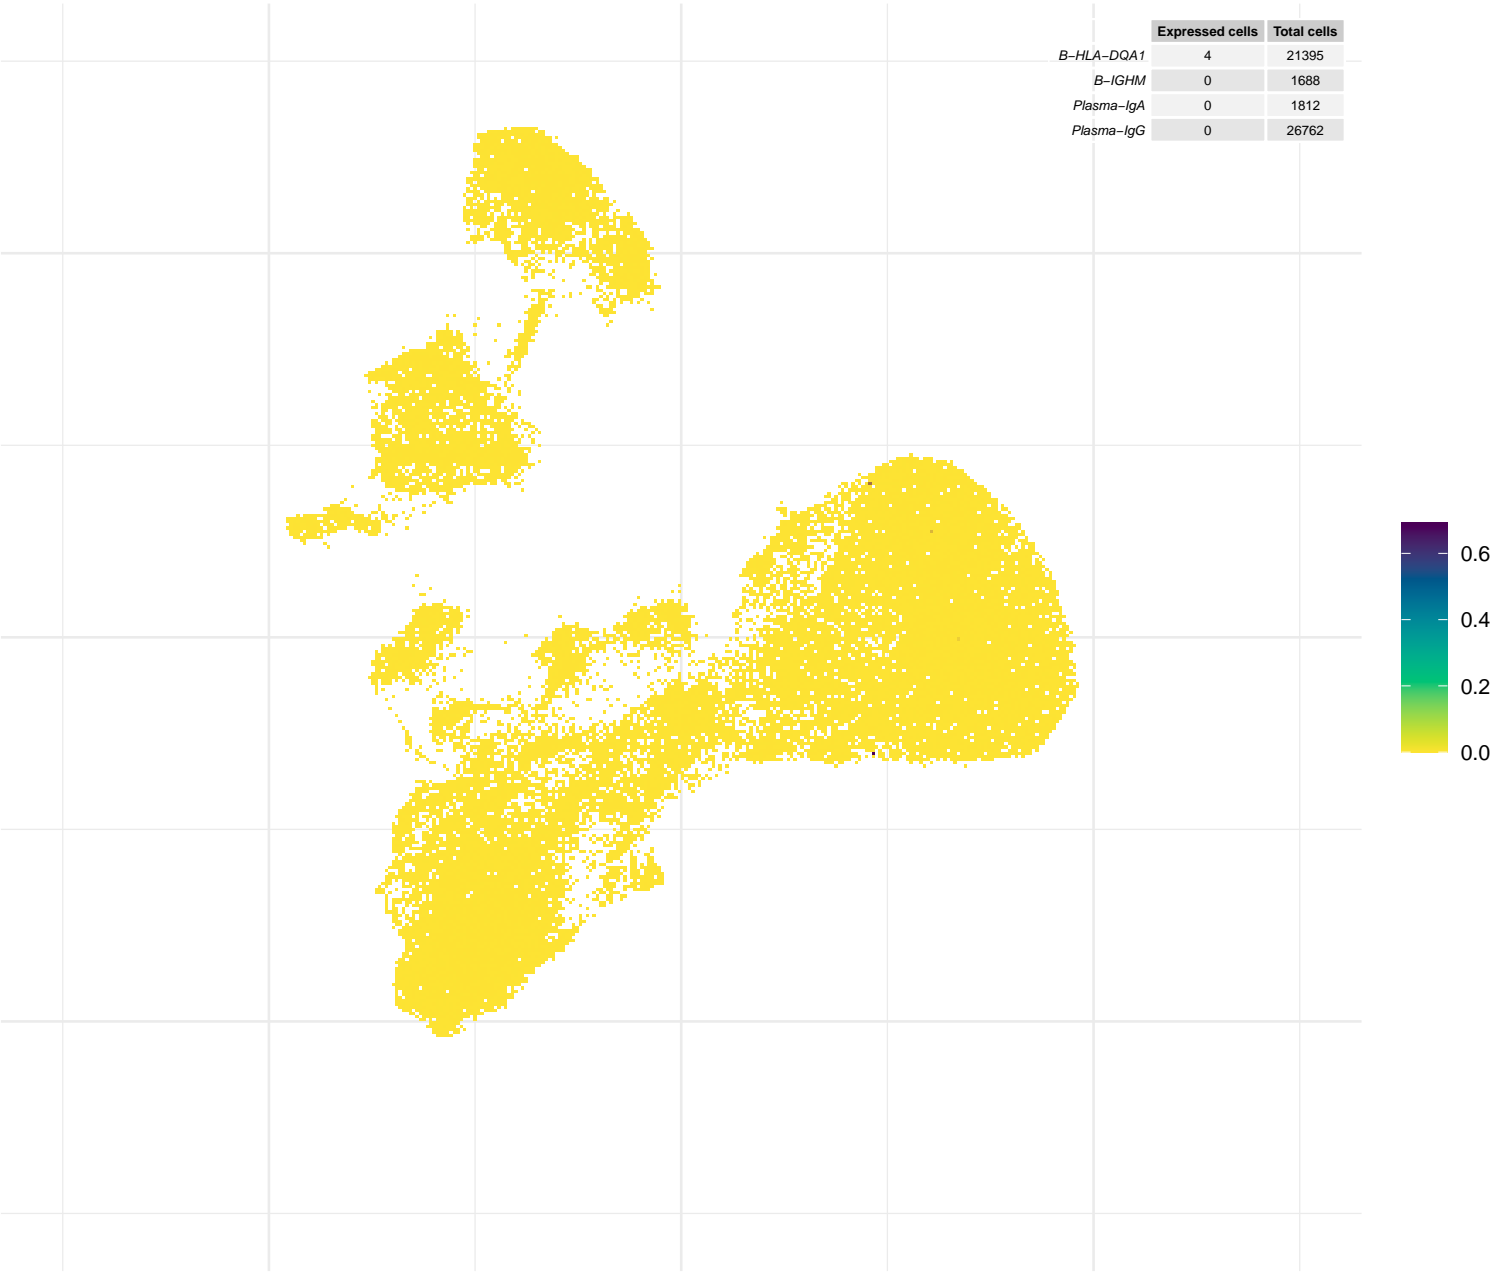 Expressed cells Total cells
B−HLA−DQA1 4 21395
B−IGHM 0 1688
Plasma−IgA 0 1812
Plasma−IgG 0 26762
0.6
0.4
0.2
0.0